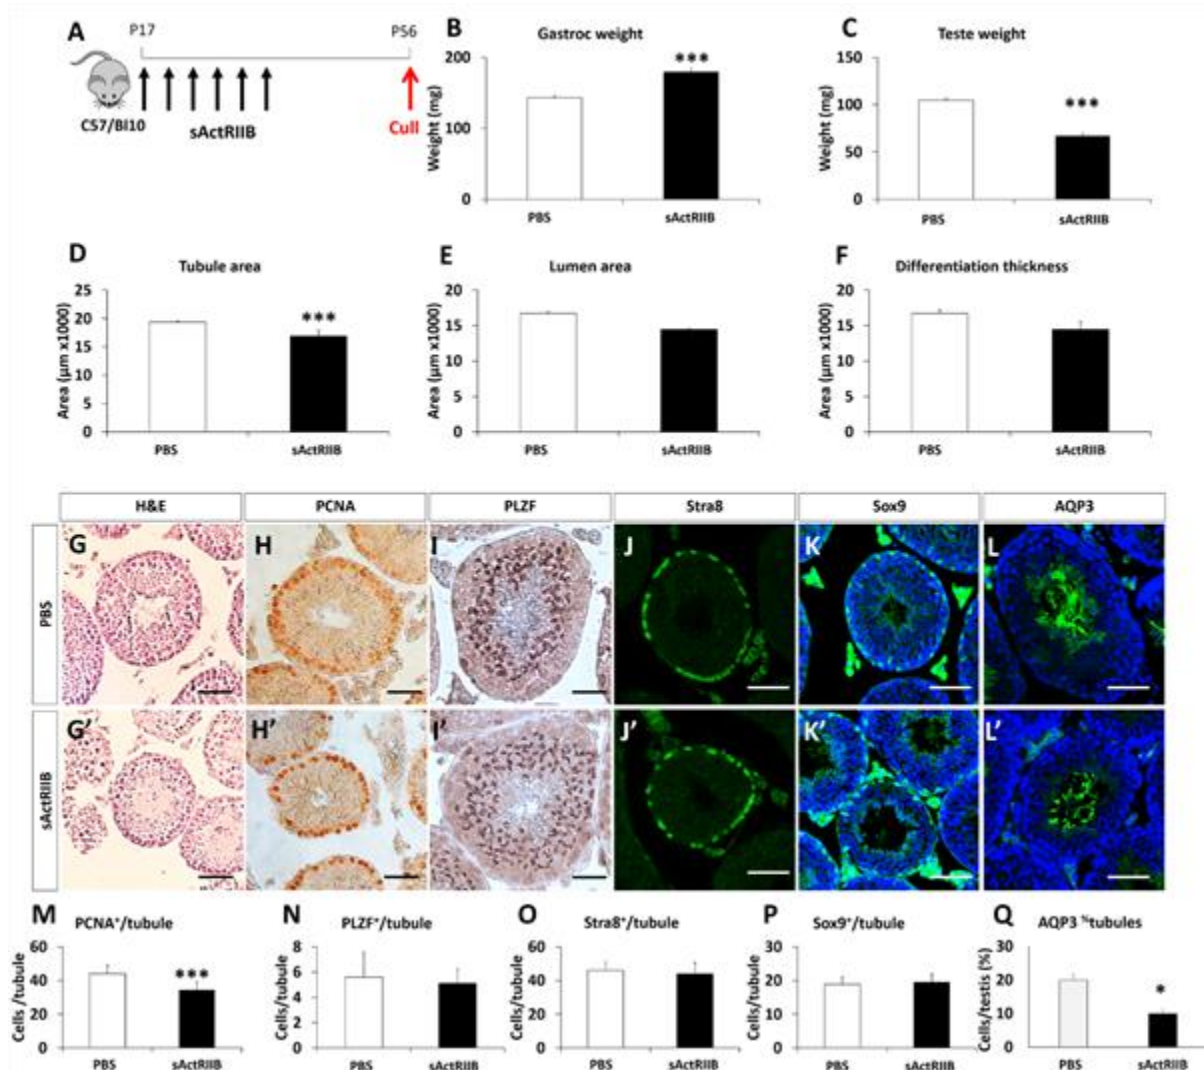 A
P17
P56
C57/Bl10
sActRIIB
Cull
B
Gastroc weight
***
200
100
0
Weight (mg)
PBS
sActRIIB
C
Teste weight
***
150
100
50
0
Weight (mg)
PBS
sActRIIB
D
Tubule area
***
25
20
15
10
5
0
Area (µm x1000)
PBS
sActRIIB
E
Lumen area
20
15
10
5
0
Area (µm x1000)
PBS
sActRIIB
F
Differentiation thickness
20
15
10
5
0
Area (µm x1000)
PBS
sActRIIB
H&E
PCNA
PLZF
Stra8
Sox9
AQP3
PBS
G
H
I
J
K
L
sActRIIB
G'
H'
I'
J'
K'
L'
M
PCNA⁺/tubule
***
60
40
20
0
Cells /tubule
PBS
sActRIIB
N
PLZF⁺/tubule
8
6
4
2
0
Cells/tubule
PBS
sActRIIB
O
Stra8⁺/tubule
60
40
20
0
Cells/tubule
PBS
sActRIIB
P
Sox9⁺/tubule
30
20
10
0
Cells/tubule
PBS
sActRIIB
Q
AQP3 %tubules
*
30
20
10
0
Cells/testis (%)
PBS
sActRIIB